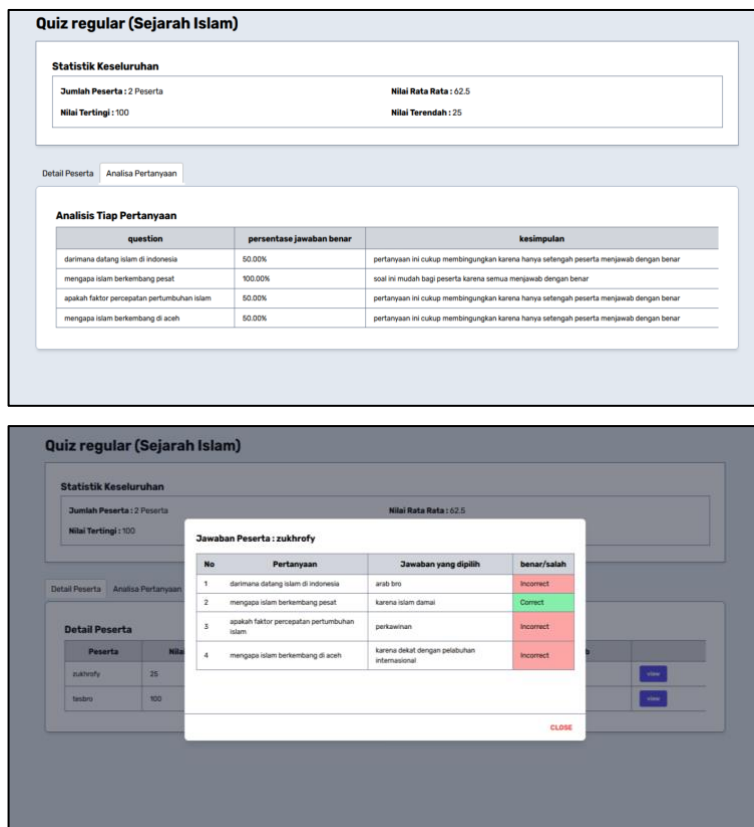 Quiz regular (Sejarah Islam)
Statistik Keseluruhan
Jumlah Peserta : 2 Peserta Nilai Rata Rata : 62.5
Nilai Tertingi : 100 Nilai Terendah : 25
Detail Peserta Analisa Pertanyaan
Analisis Tiap Pertanyaan
question persentase jawaban benar kesimpulan
darimana datang islam di indonesia 50.00% pertanyaan ini cukup membingungkan karena hanya setengah peserta menjawab dengan benar
mengapa islam berkembang pesat 100.00% soal ini mudah bagi peserta karena semua menjawab dengan benar
apakah faktor percepatan pertumbuhan islam 50.00% pertanyaan ini cukup membingungkan karena hanya setengah peserta menjawab dengan benar
mengapa islam berkembang di aceh 50.00% pertanyaan ini cukup membingungkan karena hanya setengah peserta menjawab dengan benar
Quiz regular (Sejarah Islam)
Statistik Keseluruhan
Jumlah Peserta : 2 Peserta Nilai Rata Rata : 62.5
Nilai Tertingi : 100
Detail Peserta Analisa Pertanyaan
Detail Peserta
Peserta Nila
zukhrofy 25 view
tasbro 100 view
Jawaban Peserta : zukhrofy
No Pertanyaan Jawaban yang dipilih benar/salah
1 darimana datang islam di indonesia arab bro Incorrect
2 mengapa islam berkembang pesat karena islam damai Correct
3 apakah faktor percepatan pertumbuhan
islam perkawinan Incorrect
4 mengapa islam berkembang di aceh karena dekat dengan pelabuhan
internasional Incorrect
CLOSE